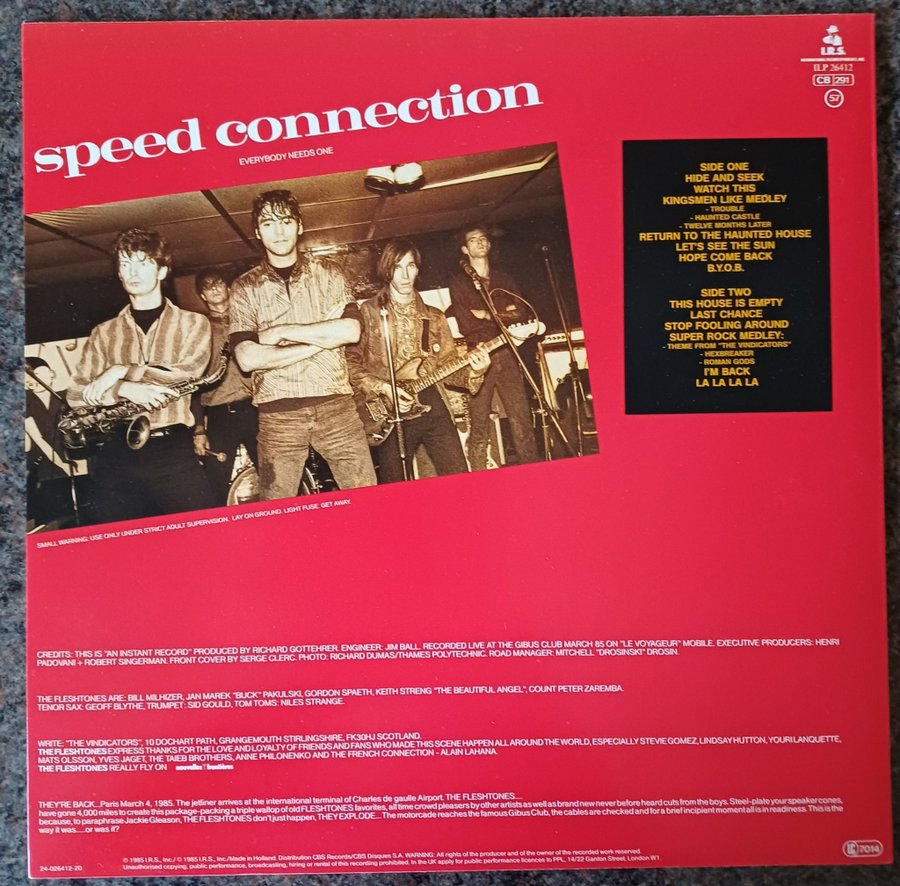 I.R.S.
ILP 26412
CB 291
57
speed connection
EVERYBODY NEEDS ONE
SIDE ONE
HIDE AND SEEK
WATCH THIS
KINGSMEN LIKE MEDLEY
- TROUBLE
- HAUNTED CASTLE
- TWELVE MONTHS LATER
RETURN TO THE HAUNTED HOUSE
LET'S SEE THE SUN
HOPE COME BACK
B.Y.O.B.
SIDE TWO
THIS HOUSE IS EMPTY
LAST CHANCE
STOP FOOLING AROUND
SUPER ROCK MEDLEY:
- THEME FROM "THE VINDICATORS"
- HEXBREAKER
- ROMAN GODS
I'M BACK
LA LA LA LA
SMALL WARNING: USE ONLY UNDER STRICT ADULT SUPERVISION. LAY ON GROUND. LIGHT FUSE. GET AWAY.
CREDITS: THIS IS "AN INSTANT RECORD" PRODUCED BY RICHARD GOTTEHRER. ENGINEER: JIM BALL. RECORDED LIVE AT THE GIBUS CLUB MARCH 85 ON "LE VOYAGEUR" MOBILE. EXECUTIVE PRODUCERS: HENRI
PADOVANI + ROBERT SINGERMAN. FRONT COVER BY SERGE CLERC. PHOTO: RICHARD DUMAS/THAMES POLYTECHNIC. ROAD MANAGER: MITCHELL "DROSINSKI" DROSIN.
THE FLESHTONES ARE: BILL MILHIZER, JAN MAREK "BUCK" PAKULSKI, GORDON SPAETH, KEITH STRENG "THE BEAUTIFUL ANGEL", COUNT PETER ZAREMBA.
TENOR SAX: GEOFF BLYTHE, TRUMPET: SID GOULD, TOM TOMS: NILES STRANGE.
WRITE: "THE VINDICATORS", 10 DOCHART PATH, GRANGEMOUTH STIRLINGSHIRE, FK30HJ SCOTLAND.
THE FLESHTONES EXPRESS THANKS FOR THE LOVE AND LOYALTY OF FRIENDS AND FANS WHO MADE THIS SCENE HAPPEN ALL AROUND THE WORLD, ESPECIALLY STEVIE GOMEZ, LINDSAY HUTTON, YOURI LANQUETTE,
MATS OLSSON, YVES JAGET, THE TAIEB BROTHERS, ANNE PHILONENKO AND THE FRENCH CONNECTION - ALAIN LAHANA.
THE FLESHTONES REALLY FLY ON nouvelles frontières
THEY'RE BACK...Paris March 4, 1985. The jetliner arrives at the international terminal of Charles de gaulle Airport. THE FLESHTONES....
have gone 4,000 miles to create this package-packing a triple wallop of old FLESHTONES favorites, all time crowd pleasers by other artists as well as brand new never before heard cuts from the boys. Steel-plate your speaker cones,
because, to paraphrase Jackie Gleason, THE FLESHTONES don't just happen, THEY EXPLODE... The motorcade reaches the famous Gibus Club, the cables are checked and for a brief incipient moment all is in readiness. This is the
way it was.....or was it?
℗ 1985 I.R.S., Inc./ © 1985 I.R.S., Inc./Made in Holland. Distribution CBS Records/CBS Disques S.A. WARNING: All rights of the producer and of the owner of the recorded work reserved.
Unauthorised copying, public performance, broadcasting, hiring or rental of this recording prohibited. In the UK apply for public performance licences to PPL, 14/22 Ganton Street, London W1.
24-026412-20
LC 7014